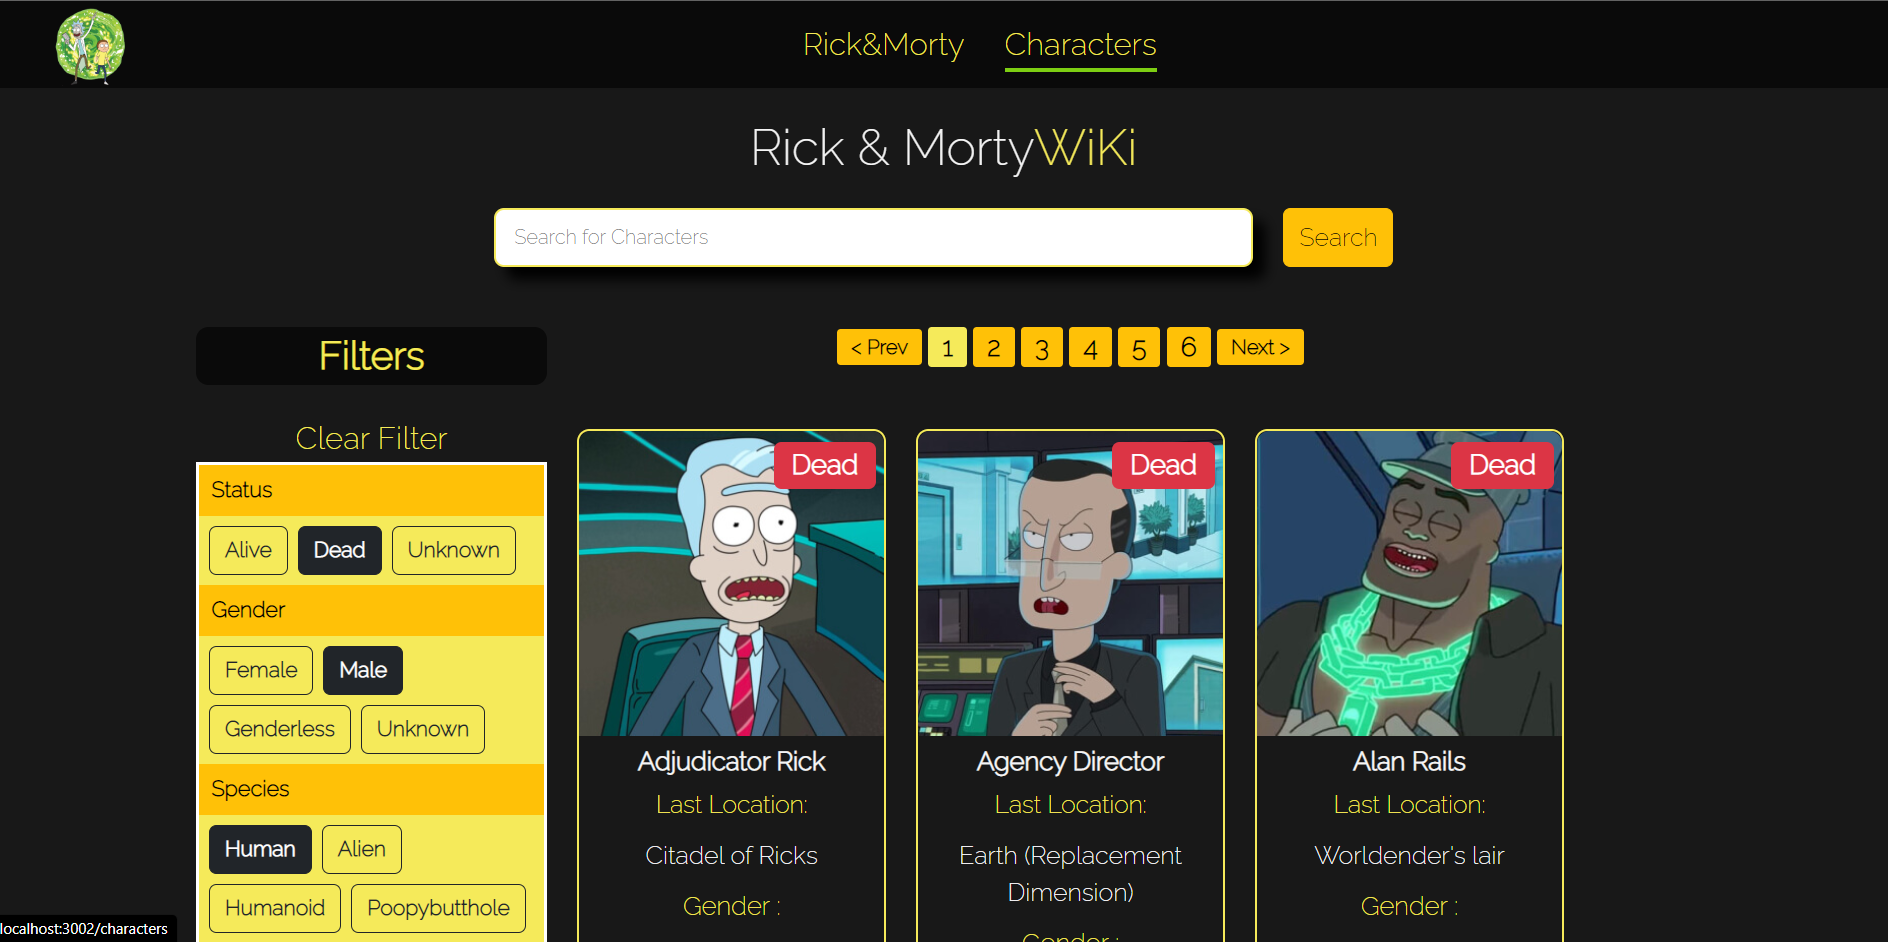 Rick&Morty Characters
Rick & MortyWiKi
Search for Characters
Search
Filters
< Prev 1 2 3 4 5 6 Next >
Clear Filter
Status
Alive Dead Unknown
Gender
Female Male
Genderless Unknown
Species
Human Alien
Humanoid Poopybutthole
Dead
Adjudicator Rick
Last Location:
Citadel of Ricks
Gender :
Dead
Agency Director
Last Location:
Earth (Replacement
Dimension)
Gender :
Dead
Alan Rails
Last Location:
Worldender's lair
Gender :
localhost:3002/characters